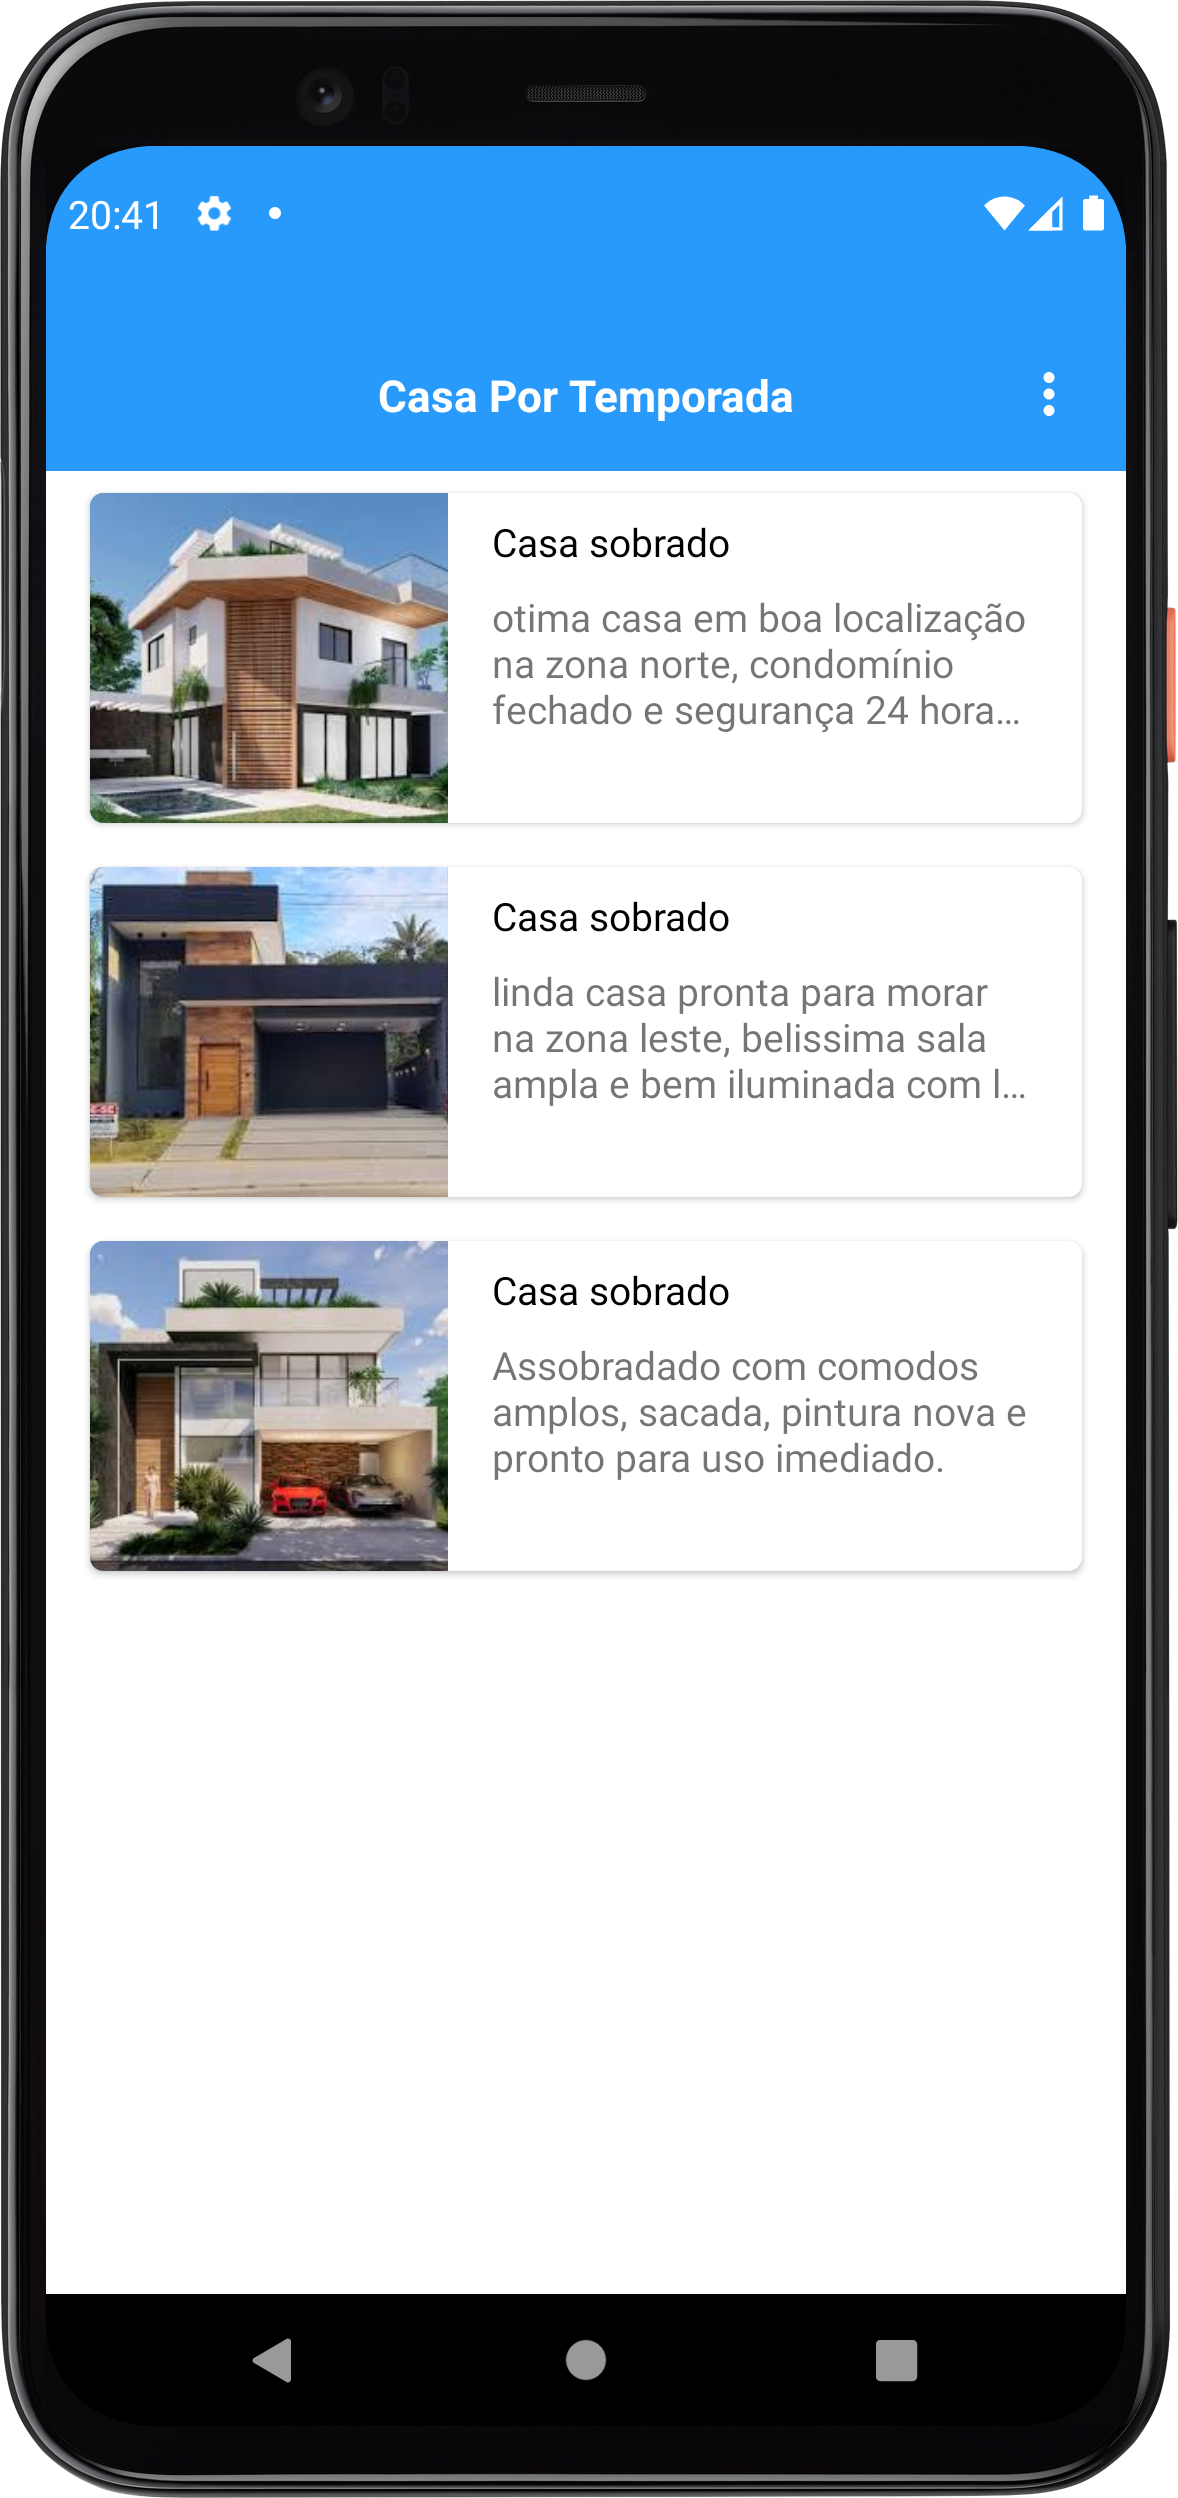 20:41
Casa Por Temporada
Casa sobrado
otima casa em boa localização
na zona norte, condomínio
fechado e segurança 24 hora…
Casa sobrado
linda casa pronta para morar
na zona leste, belissima sala
ampla e bem iluminada com l…
Casa sobrado
Assobradado com comodos
amplos, sacada, pintura nova e
pronto para uso imediado.